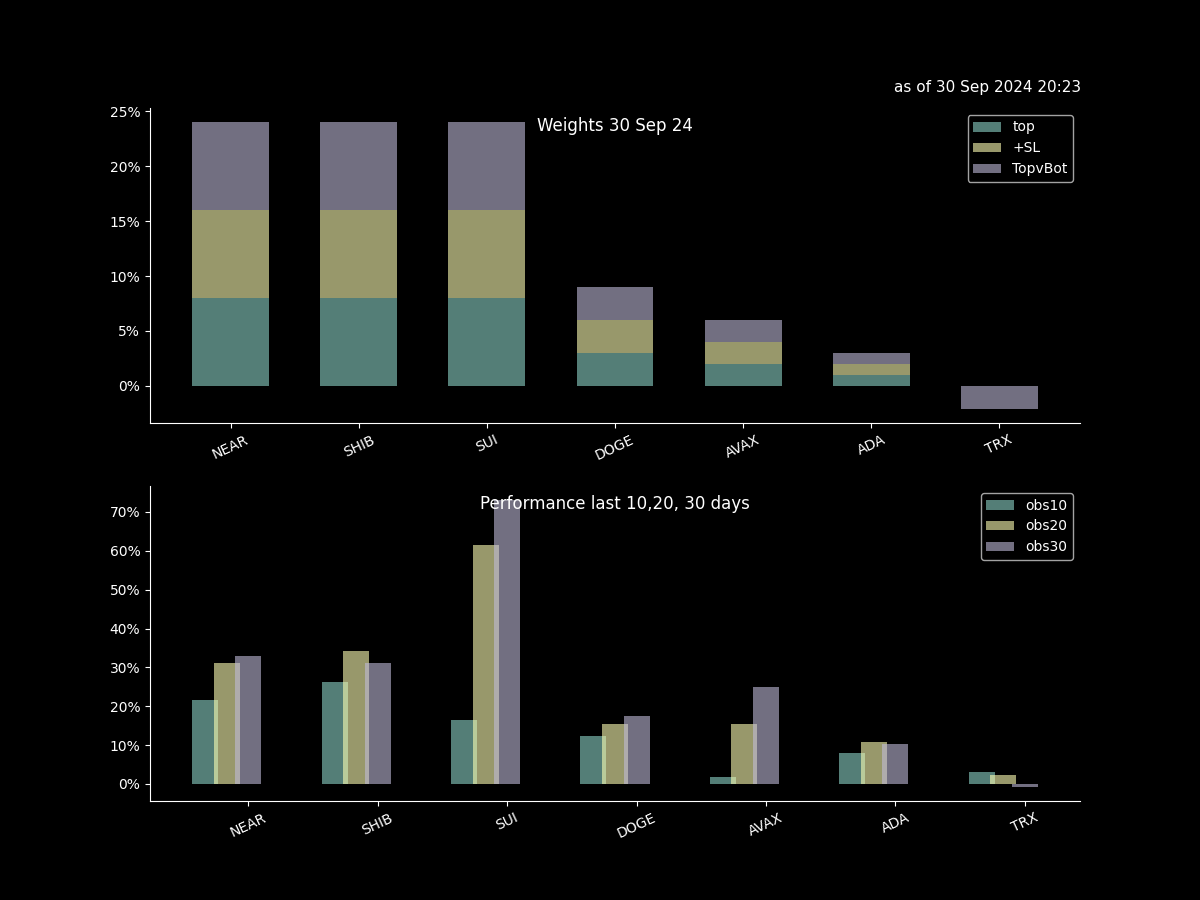 as of 30 Sep 2024 20:23
Weights 30 Sep 24
25%
20%
15%
10%
5%
0%
top
+SL
TopvBot
NEAR SHIB SUI DOGE AVAX ADA TRX
Performance last 10,20, 30 days
70%
60%
50%
40%
30%
20%
10%
0%
obs10
obs20
obs30
NEAR SHIB SUI DOGE AVAX ADA TRX